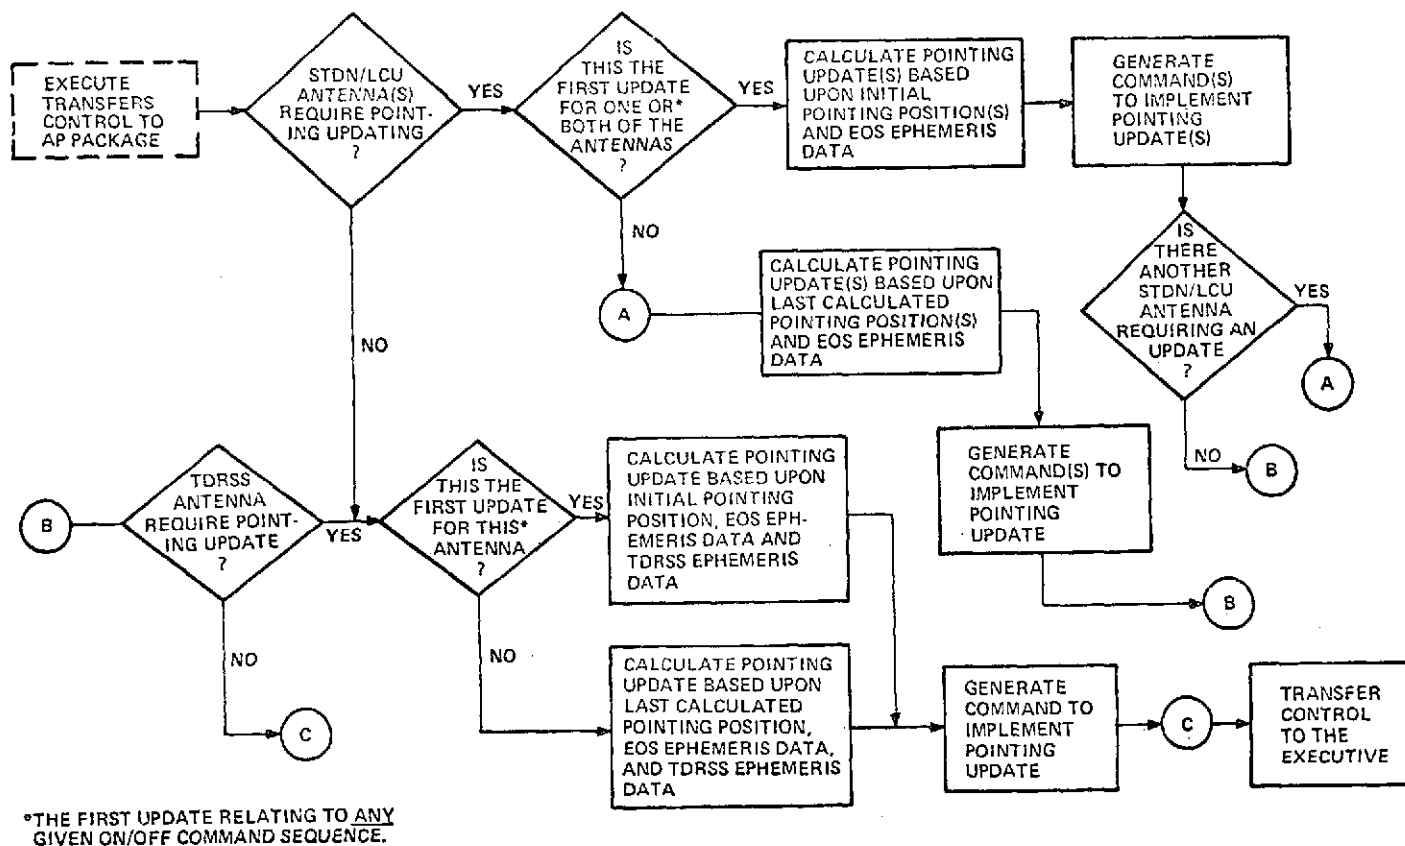 EXECUTE
TRANSFERS
CONTROL TO
AP PACKAGE
STDN/LCU
ANTENNA(S)
REQUIRE POINT-
ING UPDATING
?
YES
IS
THIS THE
FIRST UPDATE
FOR ONE OR*
BOTH OF THE
ANTENNAS
?
YES
CALCULATE POINTING
UPDATE(S) BASED
UPON INITIAL
POINTING POSITION(S)
AND EOS EPHEMERIS
DATA
GENERATE
COMMAND(S)
TO IMPLEMENT
POINTING
UPDATE(S)
NO
NO
A
CALCULATE POINTING
UPDATE(S) BASED UPON
LAST CALCULATED
POINTING POSITION(S)
AND EOS EPHEMERIS
DATA
IS
THERE
ANOTHER
STDN/LCU
ANTENNA
REQUIRING AN
UPDATE
?
YES
A
NO
B
GENERATE
COMMAND(S) TO
IMPLEMENT
POINTING
UPDATE
B
B
TDRSS
ANTENNA
REQUIRE POINT-
ING UPDATE
?
YES
NO
C
IS
THIS THE
FIRST UPDATE
FOR THIS*
ANTENNA
?
YES
CALCULATE POINTING
UPDATE BASED UPON
INITIAL POINTING
POSITION, EOS EPH-
EMERIS DATA AND
TDRSS EPHEMERIS
DATA
NO
CALCULATE POINTING
UPDATE BASED UPON
LAST CALCULATED
POINTING POSITION,
EOS EPHEMERIS DATA,
AND TDRSS EPHEMERIS
DATA
GENERATE
COMMAND TO
IMPLEMENT
POINTING
UPDATE
C
TRANSFER
CONTROL
TO THE
EXECUTIVE
*THE FIRST UPDATE RELATING TO ANY
GIVEN ON/OFF COMMAND SEQUENCE.